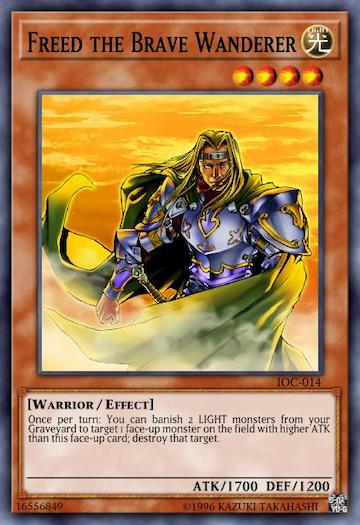 FREED THE BRAVE WANDERER
LIGHT
光
IOC-014
[WARRIOR / EFFECT]
Once per turn: You can banish 2 LIGHT monsters from your
Graveyard to target 1 face-up monster on the field with higher ATK
than this face-up card; destroy that target.
ATK/1700 DEF/1200
16556849
©1996 KAZUKI TAKAHASHI